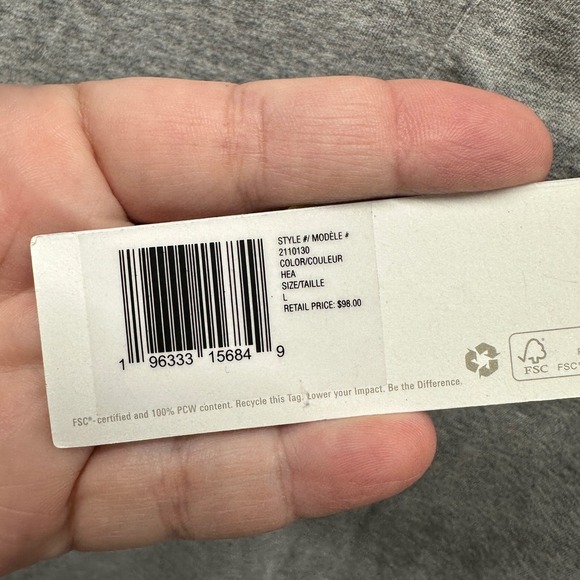 STYLE #/ MODÈLE #
2110130
COLOR/COULEUR
HEA
SIZE/TAILLE
L
RETAIL PRICE: $98.00
1 96333 15684 9
FSC
FSC®
FSC®-certified and 100% PCW content. Recycle this Tag. Lower your Impact. Be the Difference.